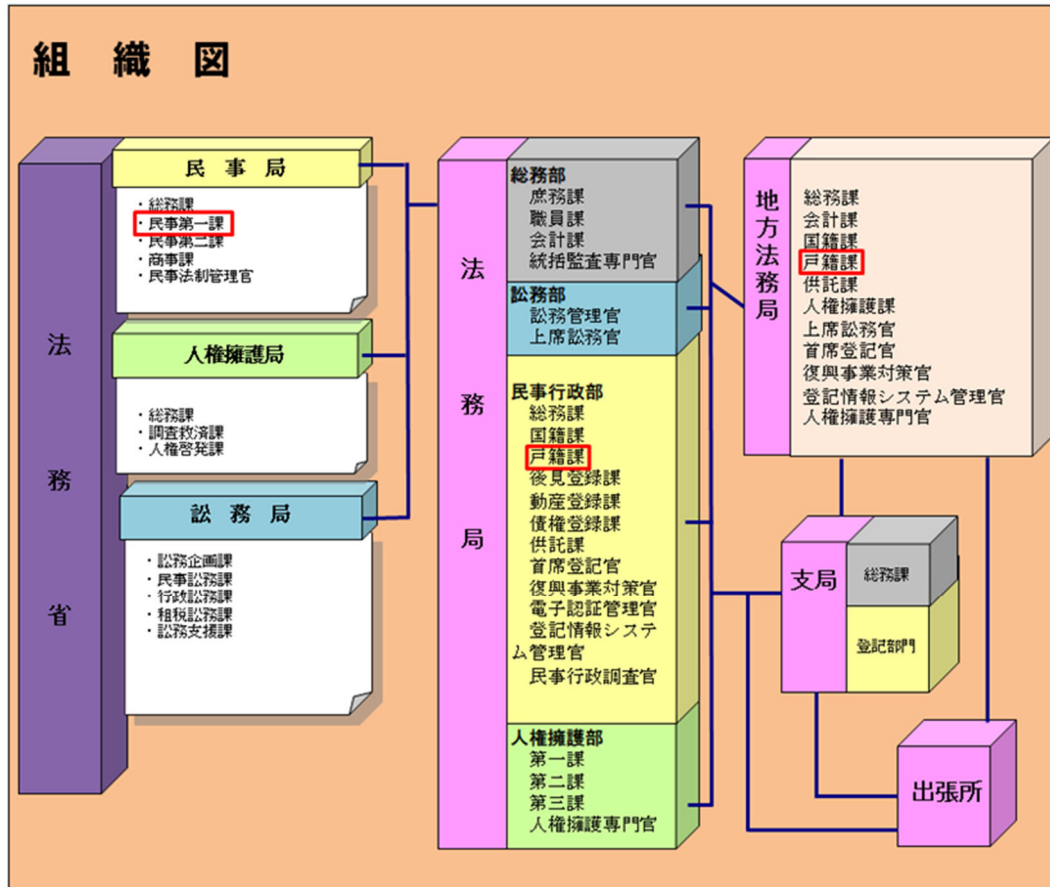 組織図
法務省
民事局
・総務課
・民事第一課
・民事第二課
・商事課
・民事法制管理官
人権擁護局
・総務課
・調査救済課
・人権啓発課
訟務局
・訟務企画課
・民事訟務課
・行政訟務課
・租税訟務課
・訟務支援課
法務局
総務部
庶務課
職員課
会計課
統括監査専門官
訟務部
訟務管理官
上席訟務官
民事行政部
総務課
国籍課
戸籍課
後見登録課
動産登録課
債権登録課
供託課
首席登記官
復興事業対策官
電子認証管理官
登記情報システ
ム管理官
民事行政調査官
人権擁護部
第一課
第二課
第三課
人権擁護専門官
地方法務局
総務課
会計課
国籍課
戸籍課
供託課
人権擁護課
上席訟務官
首席登記官
復興事業対策官
登記情報システム管理官
人権擁護専門官
支局
総務課
登記部門
出張所